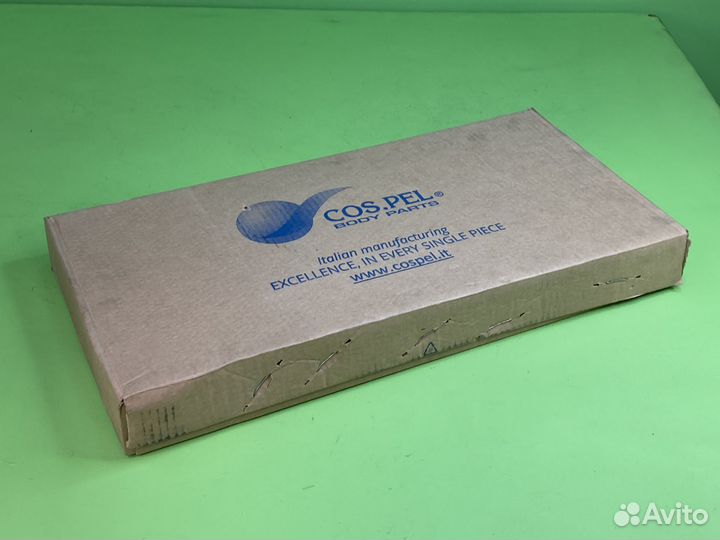 COS.PEL®
BODY PARTS
Italian manufacturing
EXCELLENCE, IN EVERY SINGLE PIECE
www.cospel.it
Avito